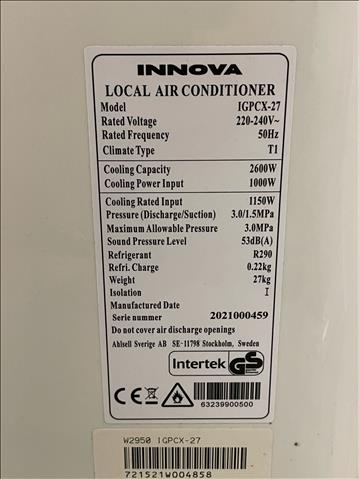 INNOVA
LOCAL AIR CONDITIONER
Model IGPCX-27
Rated Voltage 220-240V~
Rated Frequency 50Hz
Climate Type T1
Cooling Capacity 2600W
Cooling Power Input 1000W
Cooling Rated Input 1150W
Pressure (Discharge/Suction) 3.0/1.5MPa
Maximum Allowable Pressure 3.0MPa
Sound Pressure Level 53dB(A)
Refrigerant R290
Refri. Charge 0.22kg
Weight 27kg
Isolation I
Manufactured Date
Serie nummer 2021000459
Do not cover air discharge openings
Ahlsell Sverige AB SE-11798 Stockholm, Sweden
Intertek GS
CE
63239900500
W2950 IGPCX-27
721521W004858